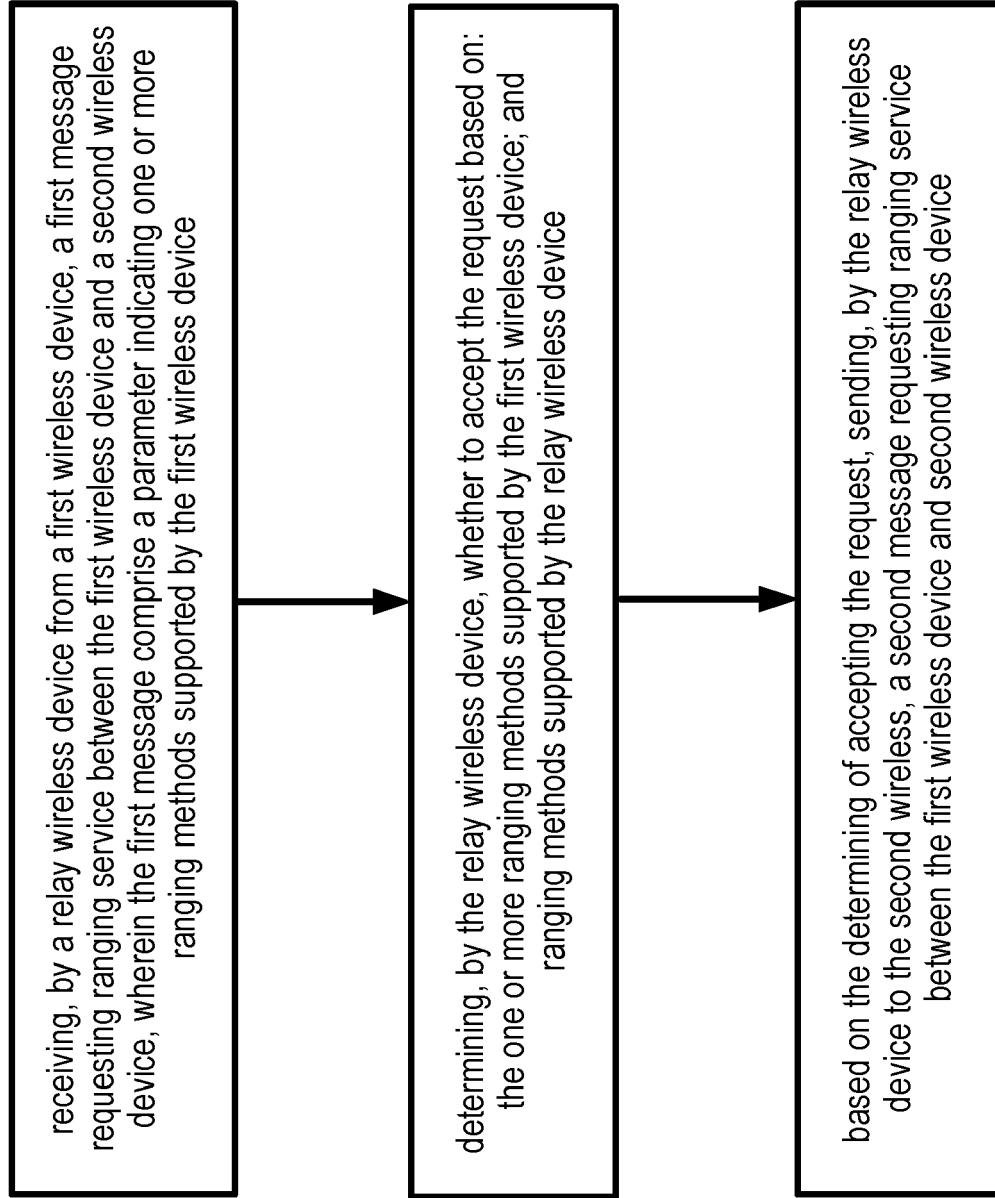 receiving, by a relay wireless device from a first wireless device, a first message
requesting ranging service between the first wireless device and a second wireless
device, wherein the first message comprise a parameter indicating one or more
ranging methods supported by the first wireless device
determining, by the relay wireless device, whether to accept the request based on:
the one or more ranging methods supported by the first wireless device; and
ranging methods supported by the relay wireless device
based on the determining of accepting the request, sending, by the relay wireless
device to the second wireless, a second message requesting ranging service
between the first wireless device and second wireless device